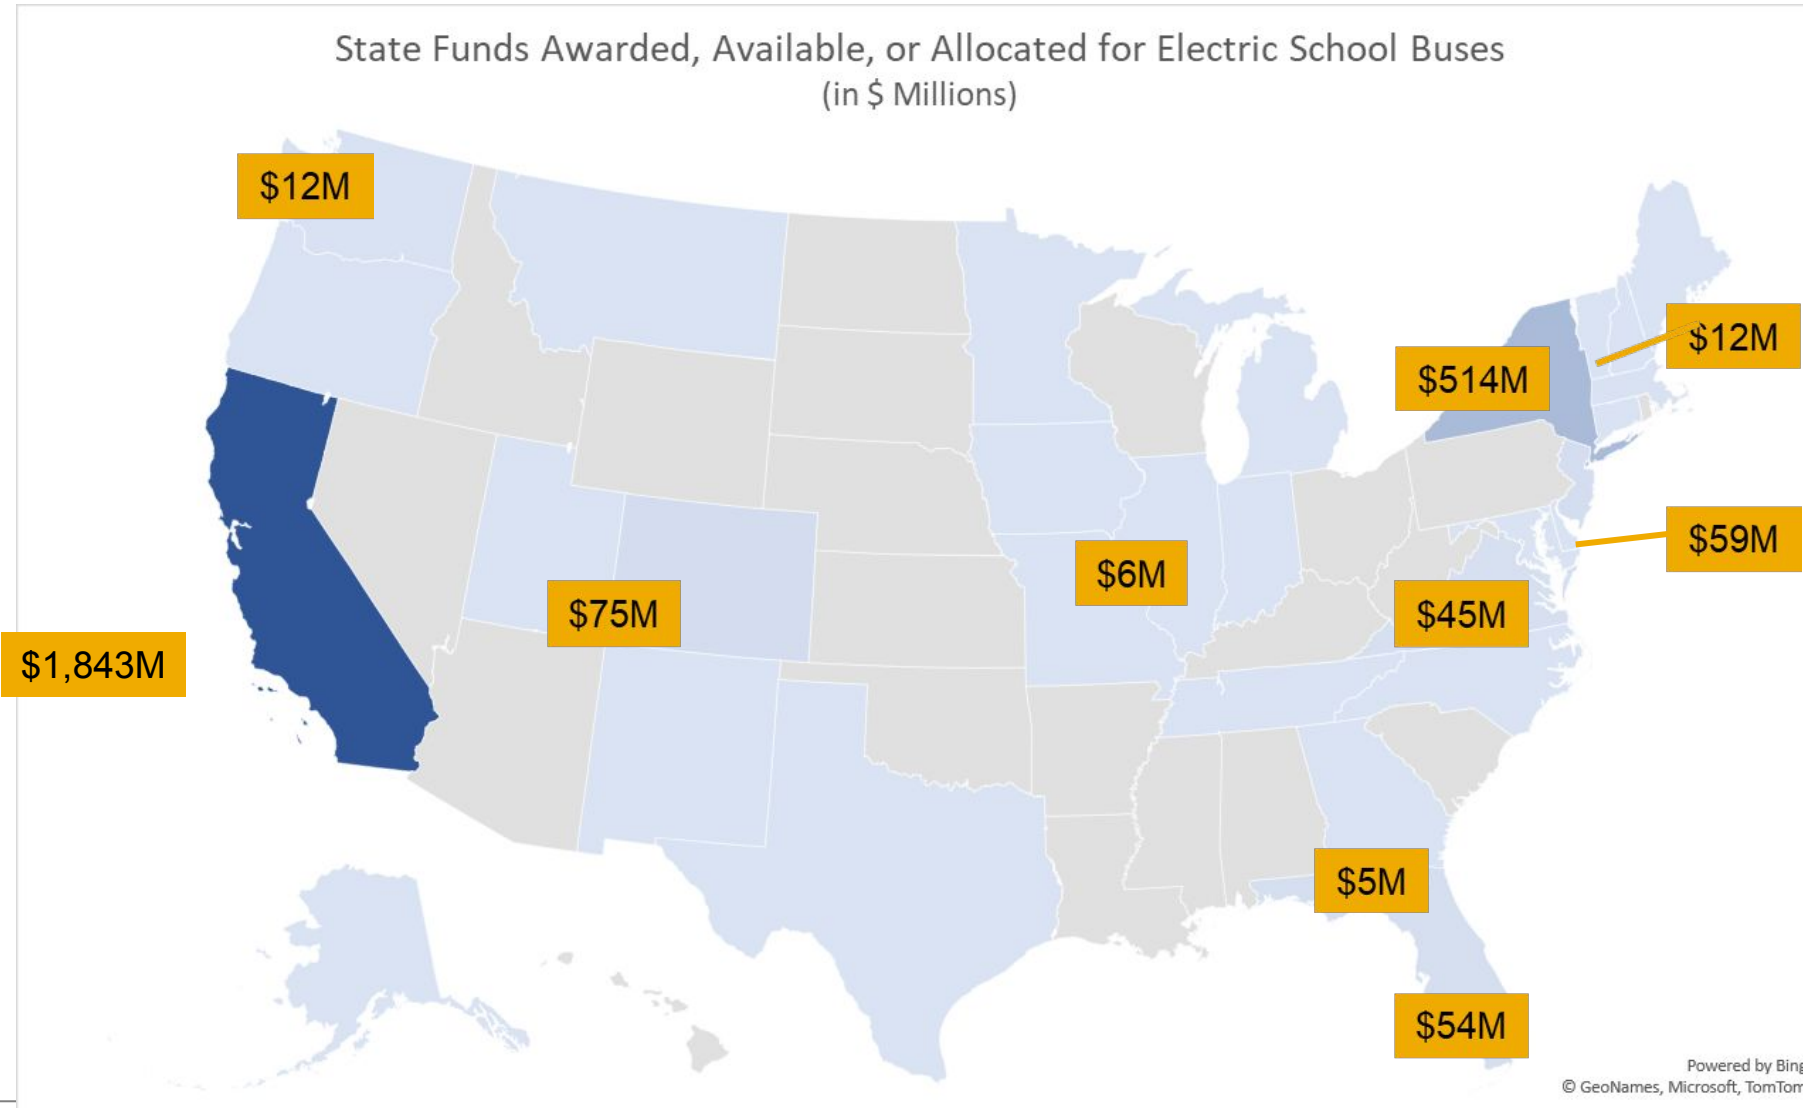 State Funds Awarded, Available, or Allocated for Electric School Buses
(in $ Millions)
$12M
$12M
$514M
$59M
$6M
$75M
$45M
$1,843M
$5M
$54M
Powered by Bing
© GeoNames, Microsoft, TomTom